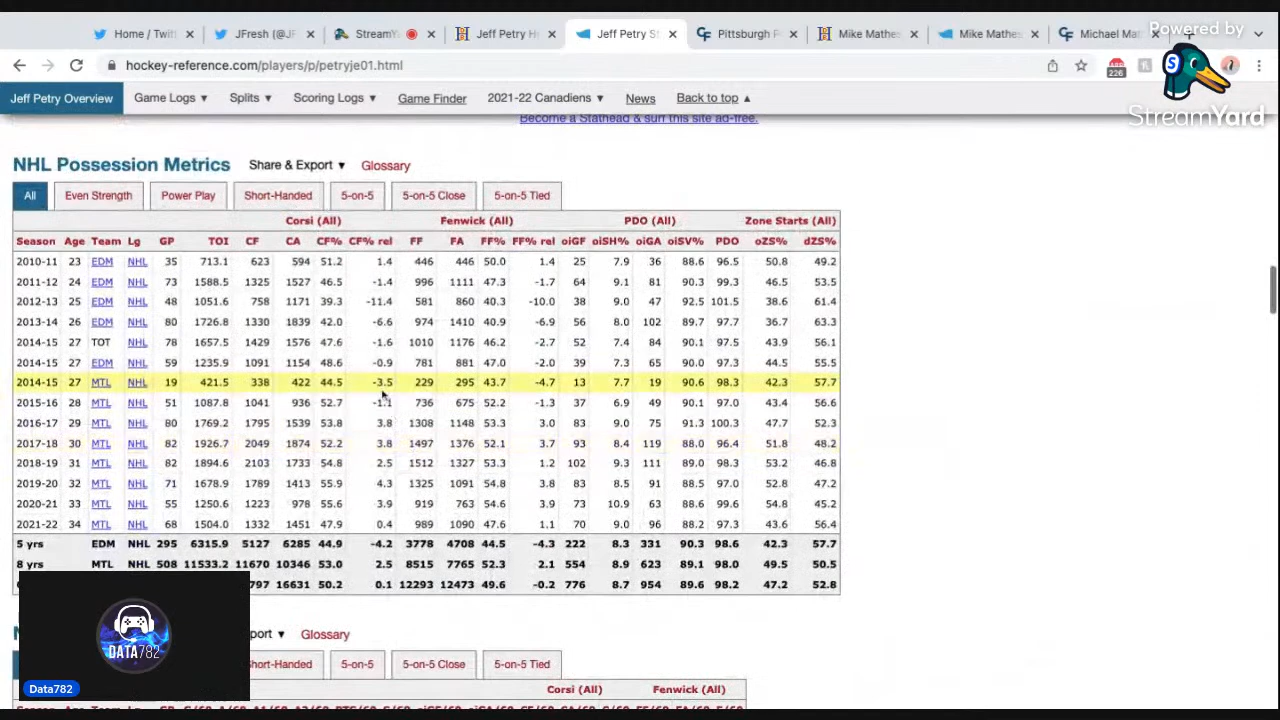 Home / Twit
JFresh (@JF
StreamY
Jeff Petry H
Jeff Petry S
Pittsburgh P
Mike Mathes
Mike Mathes
Michael Ma
Powered by
StreamYard
hockey-reference.com/players/p/petryje01.html
226
Jeff Petry Overview Game Logs ▼ Splits ▼ Scoring Logs ▼ Game Finder 2021-22 Canadiens ▼ News Back to top ▲
Become a Stathead & surf this site ad-free.
NHL Possession Metrics Share & Export ▼ Glossary
All Even Strength Power Play Short-Handed 5-on-5 5-on-5 Close 5-on-5 Tied
Corsi (All) Fenwick (All) PDO (All) Zone Starts (All)
Season Age Team Lg GP TOI CF CA CF% CF% rel FF FA FF% FF% rel oiGF oiSH% oiGA oiSV% PDO oZS% dZS%
2010-11 23 EDM NHL 35 713.1 623 594 51.2 1.4 446 446 50.0 1.4 25 7.9 36 88.6 96.5 50.8 49.2
2011-12 24 EDM NHL 73 1588.5 1325 1527 46.5 -1.4 996 1111 47.3 -1.7 64 9.1 81 90.3 99.3 46.5 53.5
2012-13 25 EDM NHL 48 1051.6 758 1171 39.3 -11.4 581 860 40.3 -10.0 38 9.0 47 92.5 101.5 38.6 61.4
2013-14 26 EDM NHL 80 1726.8 1330 1839 42.0 -6.6 974 1410 40.9 -6.9 56 8.0 102 89.7 97.7 36.7 63.3
2014-15 27 TOT NHL 78 1657.5 1429 1576 47.6 -1.6 1010 1176 46.2 -2.7 52 7.4 84 90.1 97.5 43.9 56.1
2014-15 27 EDM NHL 59 1235.9 1091 1154 48.6 -0.9 781 881 47.0 -2.0 39 7.3 65 90.0 97.3 44.5 55.5
2014-15 27 MTL NHL 19 421.5 338 422 44.5 -3.5 229 295 43.7 -4.7 13 7.7 19 90.6 98.3 42.3 57.7
2015-16 28 MTL NHL 51 1087.8 1041 936 52.7 -1.1 736 675 52.2 -1.3 37 6.9 49 90.1 97.0 43.4 56.6
2016-17 29 MTL NHL 80 1769.2 1795 1539 53.8 3.8 1308 1148 53.3 3.0 83 9.0 75 91.3 100.3 47.7 52.3
2017-18 30 MTL NHL 82 1926.7 2049 1874 52.2 3.8 1497 1376 52.1 3.7 93 8.4 119 88.0 96.4 51.8 48.2
2018-19 31 MTL NHL 82 1894.6 2103 1733 54.8 2.5 1512 1327 53.3 1.2 102 9.3 111 89.0 98.3 53.2 46.8
2019-20 32 MTL NHL 71 1678.9 1789 1413 55.9 4.3 1325 1091 54.8 3.8 83 8.5 91 88.5 97.0 52.8 47.2
2020-21 33 MTL NHL 55 1250.6 1223 978 55.6 3.9 919 763 54.6 3.9 73 10.9 63 88.6 99.6 54.8 45.2
2021-22 34 MTL NHL 68 1504.0 1332 1451 47.9 0.4 989 1090 47.6 1.1 70 9.0 96 88.2 97.3 43.6 56.4
5 yrs EDM NHL 295 6315.9 5127 6285 44.9 -4.2 3778 4708 44.5 -4.3 222 8.3 331 90.3 98.6 42.3 57.7
8 yrs MTL NHL 508 11533.2 11670 10346 53.0 2.5 8515 7765 52.3 2.1 554 8.9 623 89.1 98.0 49.5 50.5
797 16631 50.2 0.1 12293 12473 49.6 -0.2 776 8.7 954 89.6 98.2 47.2 52.8
port ▼ Glossary
Short-Handed 5-on-5 5-on-5 Close 5-on-5 Tied
Corsi (All) Fenwick (All)
DATA782
Data782